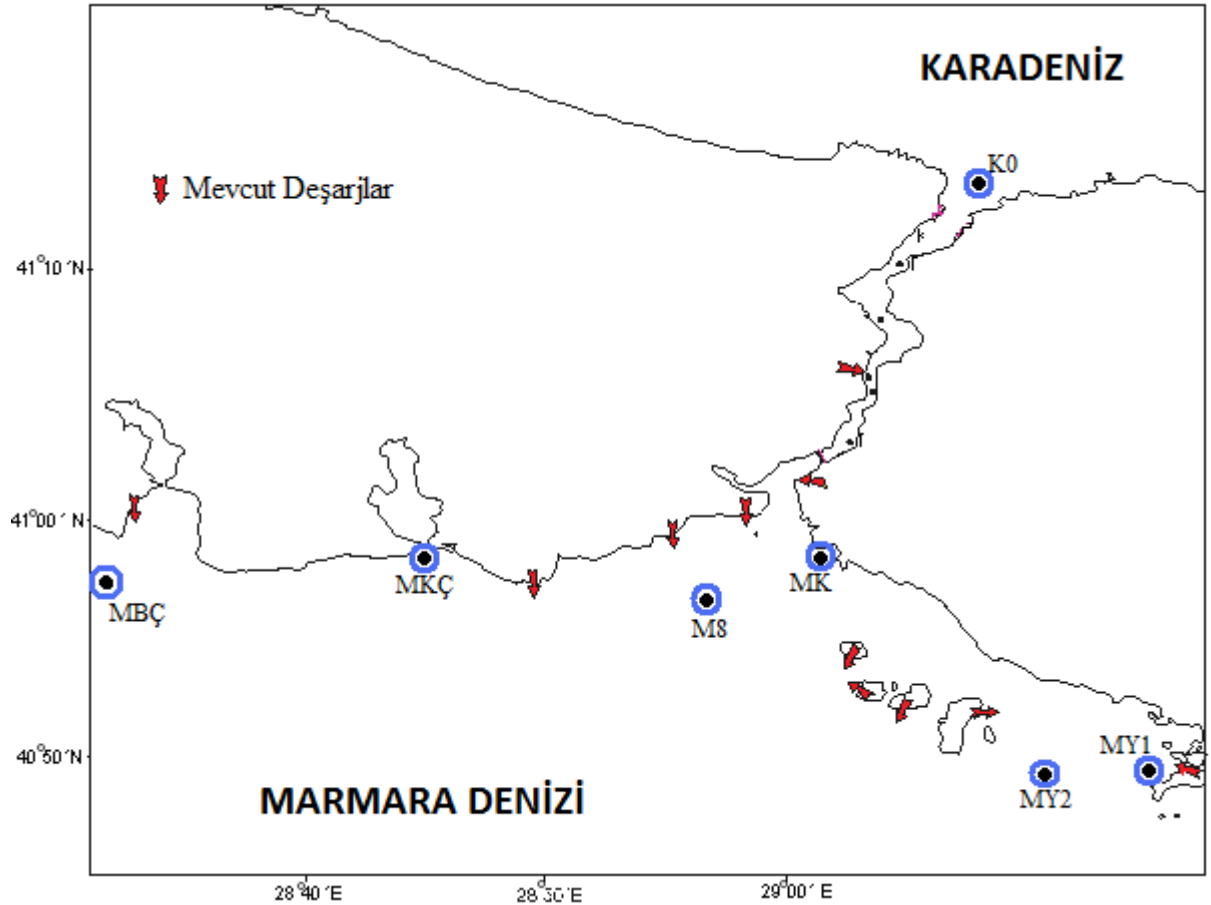 KARADENİZ
K0
Mevcut Deşarjlar
41°10´N
41°00´N
MBÇ
MKÇ
M8
MK
40°50´N
MY1
MY2
MARMARA DENİZİ
28°40´E
28°50´E
29°00´E